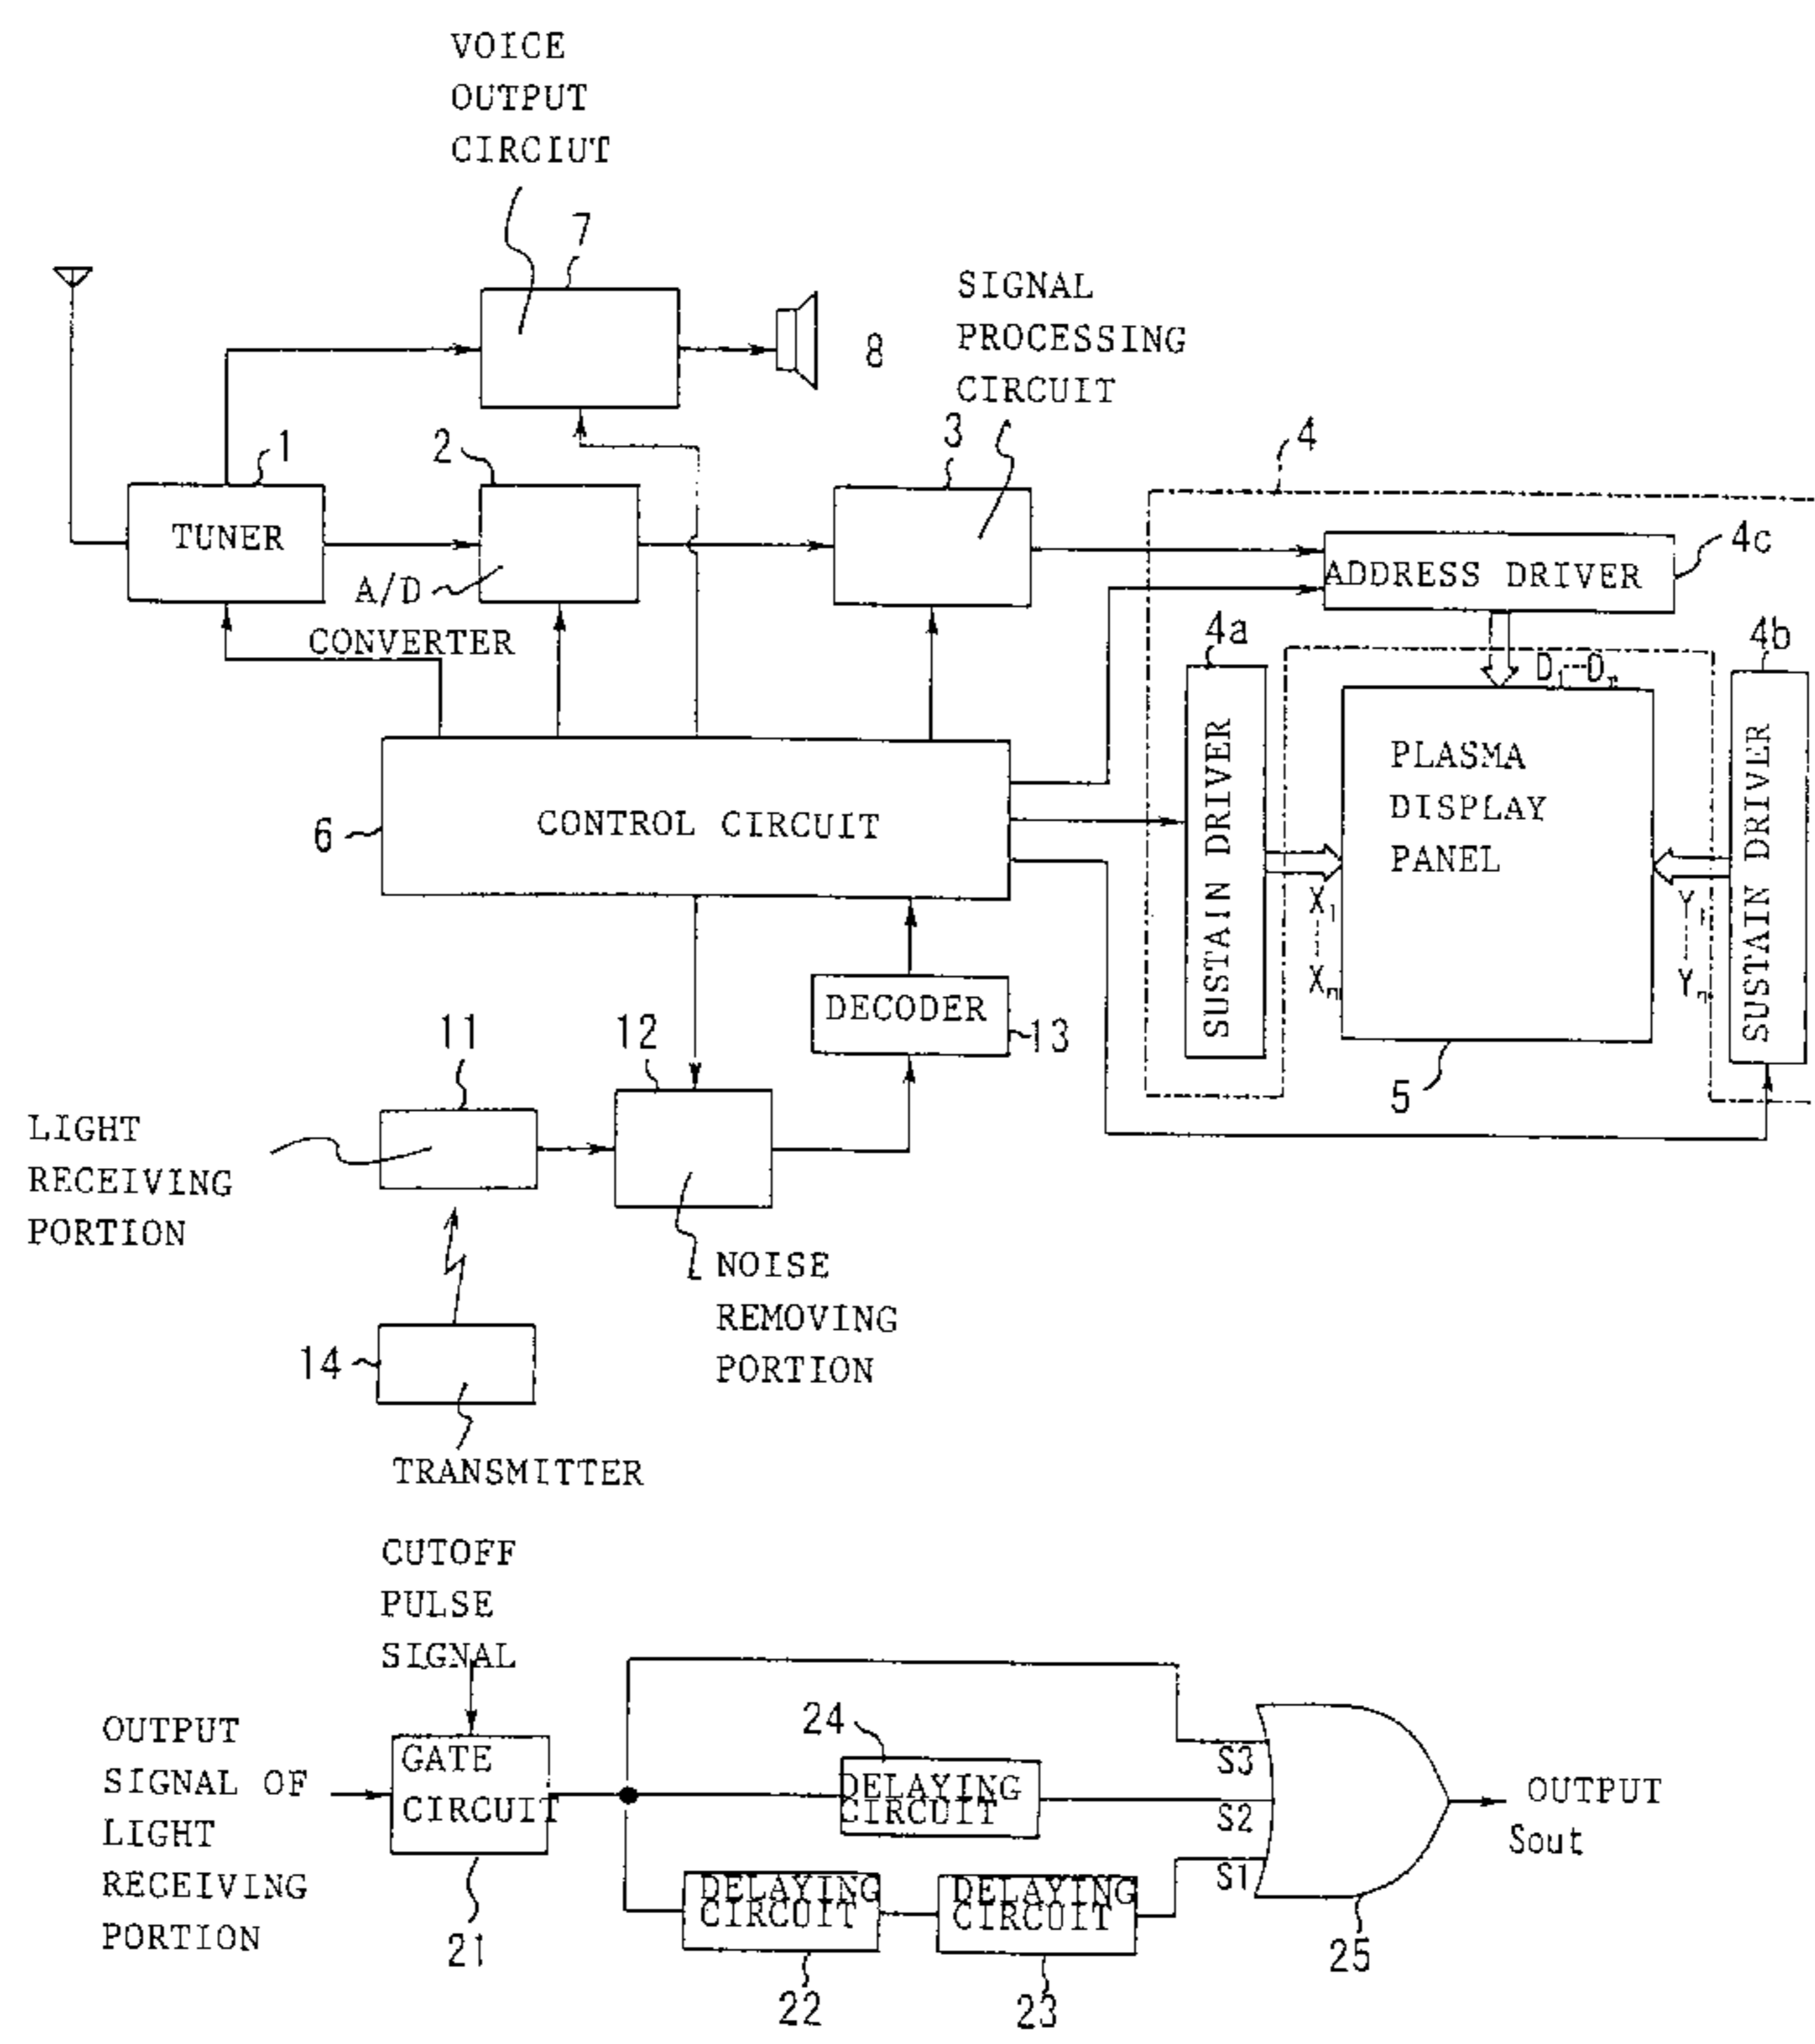 VOICE
OUTPUT
CIRCIUT
7
8
SIGNAL
PROCESSING
CIRCUIT
1
2
3
4
TUNER
A/D
CONVERTER
ADDRESS DRIVER
4c
4a
4b
D1---Dn
SUSTAIN DRIVER
PLASMA
DISPLAY
PANEL
SUSTAIN DRIVER
6
CONTROL CIRCUIT
X1
Xn
Y1
Yn
5
DECODER
13
11
12
LIGHT
RECEIVING
PORTION
NOISE
REMOVING
PORTION
14
TRANSMITTER
CUTOFF
PULSE
SIGNAL
OUTPUT
SIGNAL OF
LIGHT
RECEIVING
PORTION
GATE
CIRCUIT
21
24
DELAYING
CIRCUIT
DELAYING
CIRCUIT
22
DELAYING
CIRCUIT
23
S3
S2
S1
25
OUTPUT
Sout